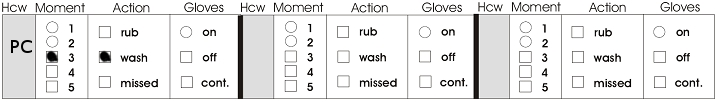 Hcw Moment Action Gloves Hcw Moment Action Gloves Hcw Moment Action Gloves
1 rub on 1 rub on 1 rub on
2 2 2
PC 3 wash off 3 wash off 3 wash off
4 4 4
5 missed cont. 5 missed cont. 5 missed cont.